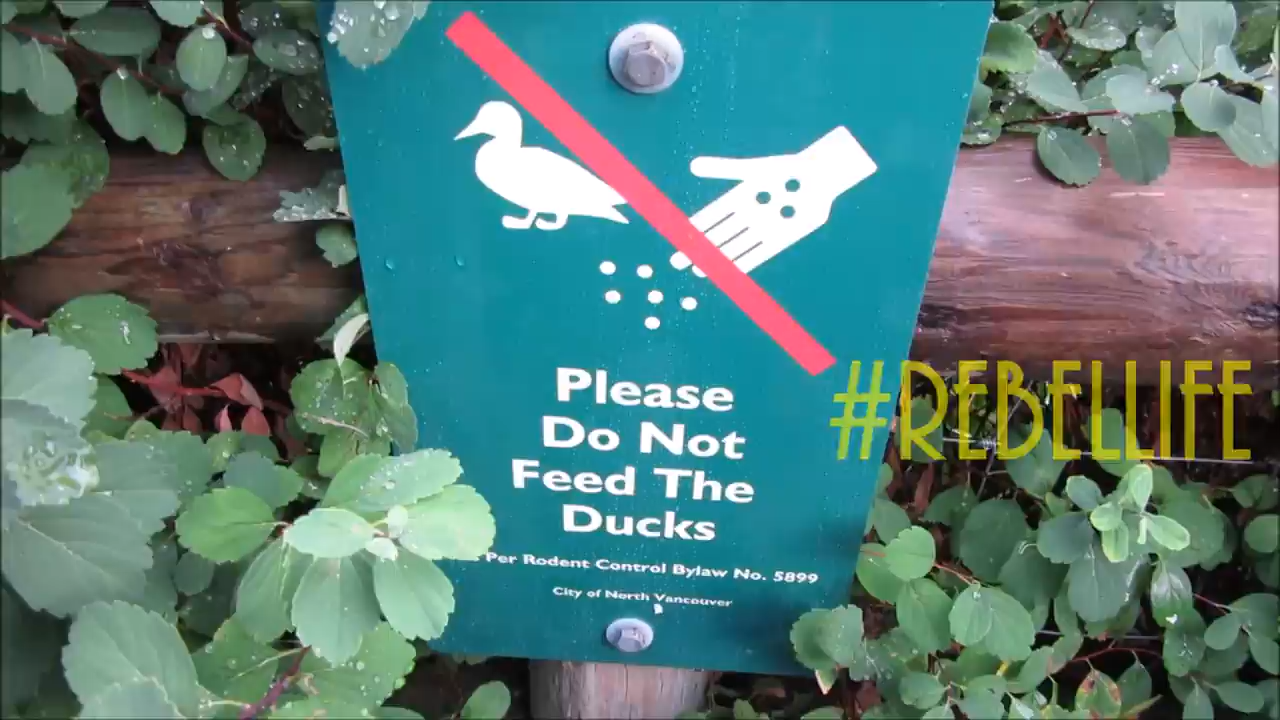 Please
Do Not
Feed The
Ducks
Per Rodent Control Bylaw No. 5899
City of North Vancouver
#REBELLIFE